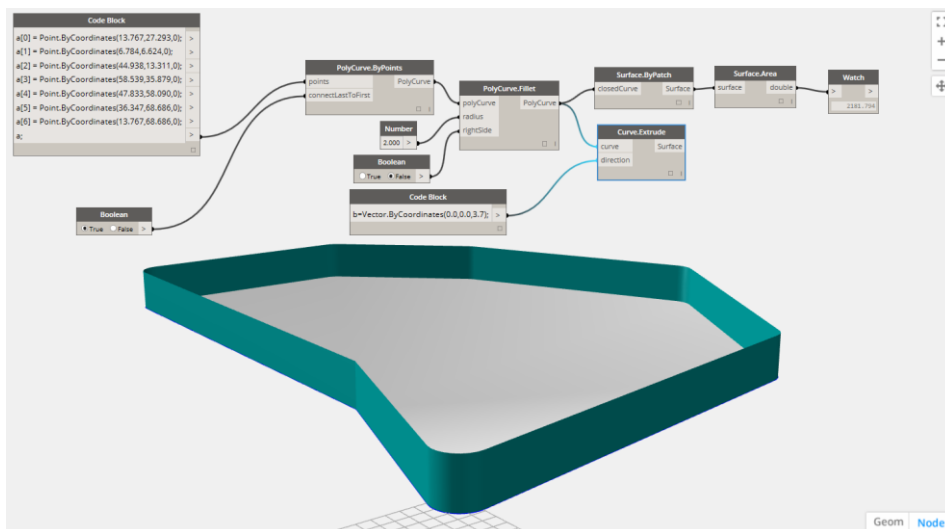 Code Block
a[0] = Point.ByCoordinates(13.767,27.293,0); >
a[1] = Point.ByCoordinates(6.784,6.624,0); >
a[2] = Point.ByCoordinates(44.938,13.311,0); >
a[3] = Point.ByCoordinates(58.539,35.879,0); >
a[4] = Point.ByCoordinates(47.833,58.090,0); >
a[5] = Point.ByCoordinates(36.347,68.686,0); >
a[6] = Point.ByCoordinates(13.767,68.686,0); >
a; >
Boolean
True False >
PolyCurve.ByPoints
points PolyCurve
connectLastToFirst
Number
2.000 >
Boolean
True False >
Code Block
b=Vector.ByCoordinates(0.0,0.0,3.7); >
PolyCurve.Fillet
polyCurve PolyCurve
radius
rightSide
Surface.ByPatch
closedCurve Surface
Curve.Extrude
curve Surface
direction
Surface.Area
surface double
Watch
> >
2181.794
Geom Node